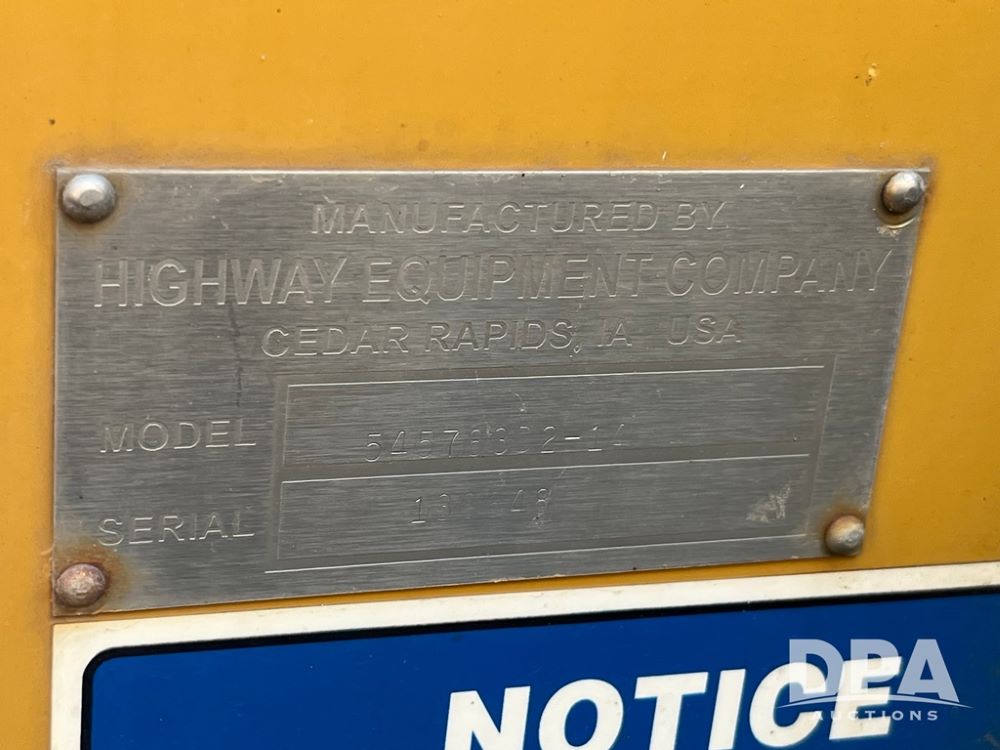 MANUFACTURED BY
HIGHWAY EQUIPMENT COMPANY
CEDAR RAPIDS, IA USA
MODEL
SERIAL
NOTICE
DPA
AUCTIONS